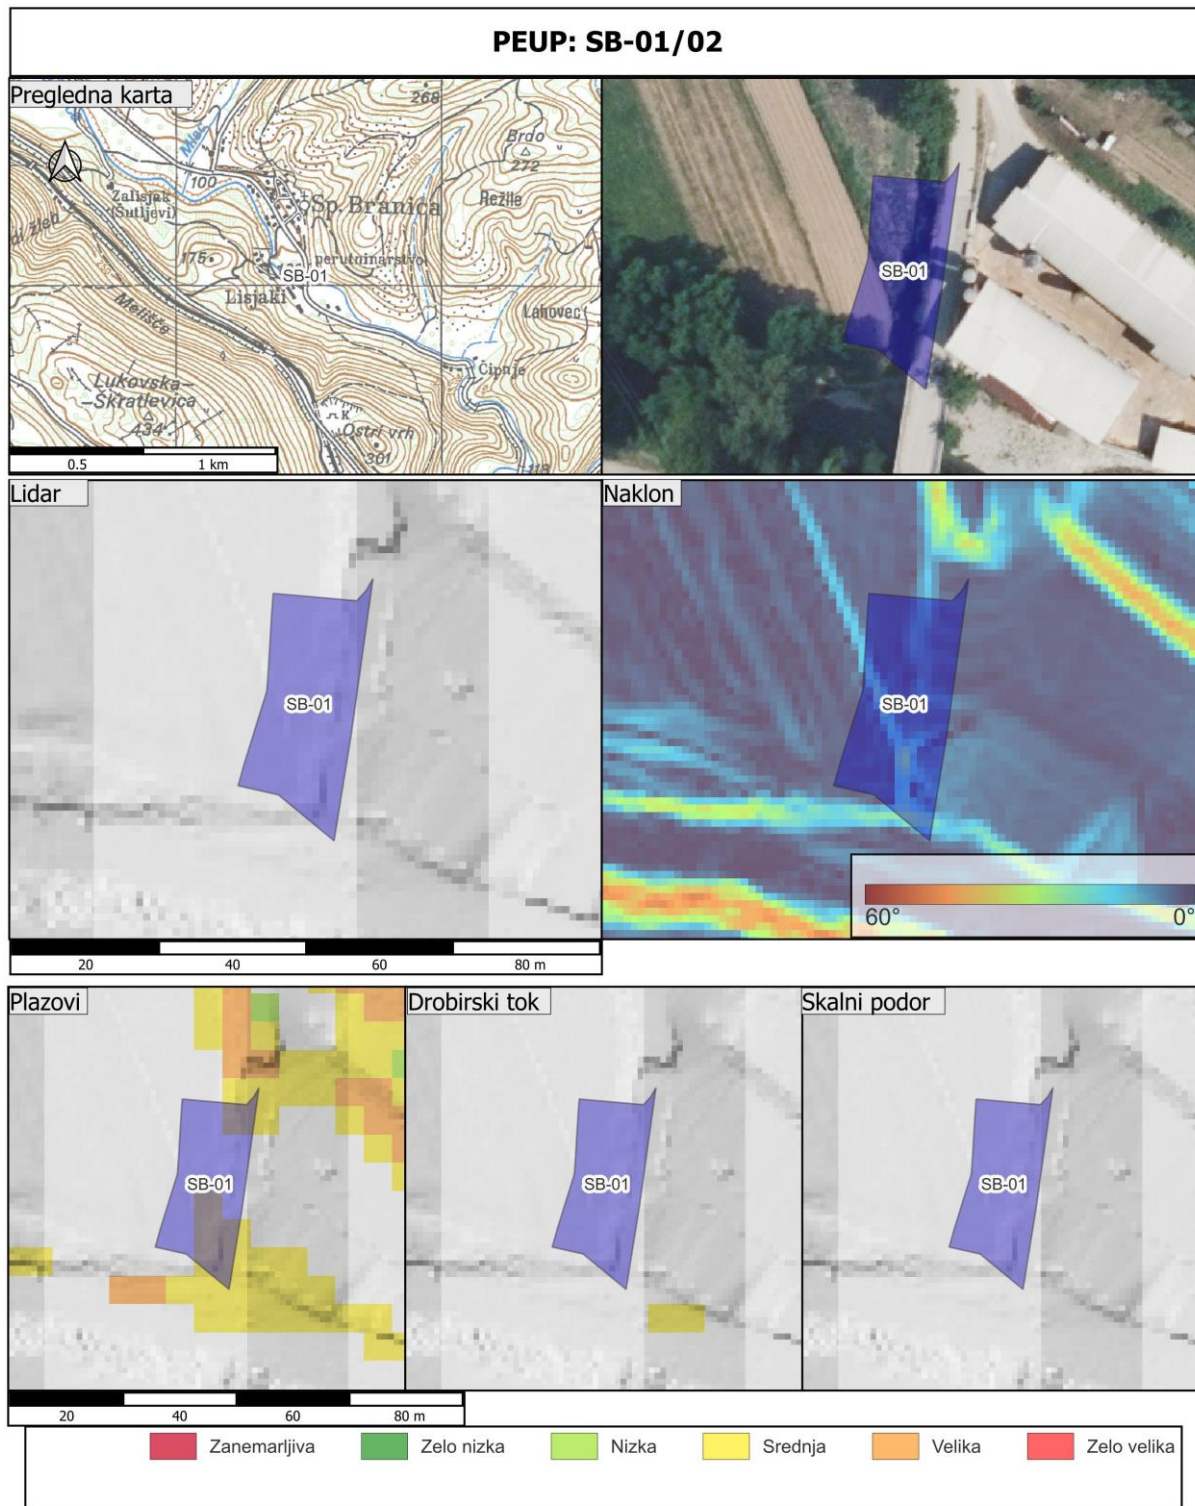 PEUP: SB-01/02
Pregledna karta
268
Brdo
272
100
Zalisjak
(Šutljevi)
Sp. Branica
Režile
175
perutninarstvo
SB-01
Lisjaki
Lahovec
Čipnje
Lukovska
Škratlevica
434
K
Ostri vrh
301
118
0.5 1 km
SB-01
Lidar
SB-01
20 40 60 80 m
Naklon
SB-01
60° 0°
Plazovi
SB-01
Drobirski tok
SB-01
Skalni podor
SB-01
20 40 60 80 m
Zanemarljiva Zelo nizka Nizka Srednja Velika Zelo velika